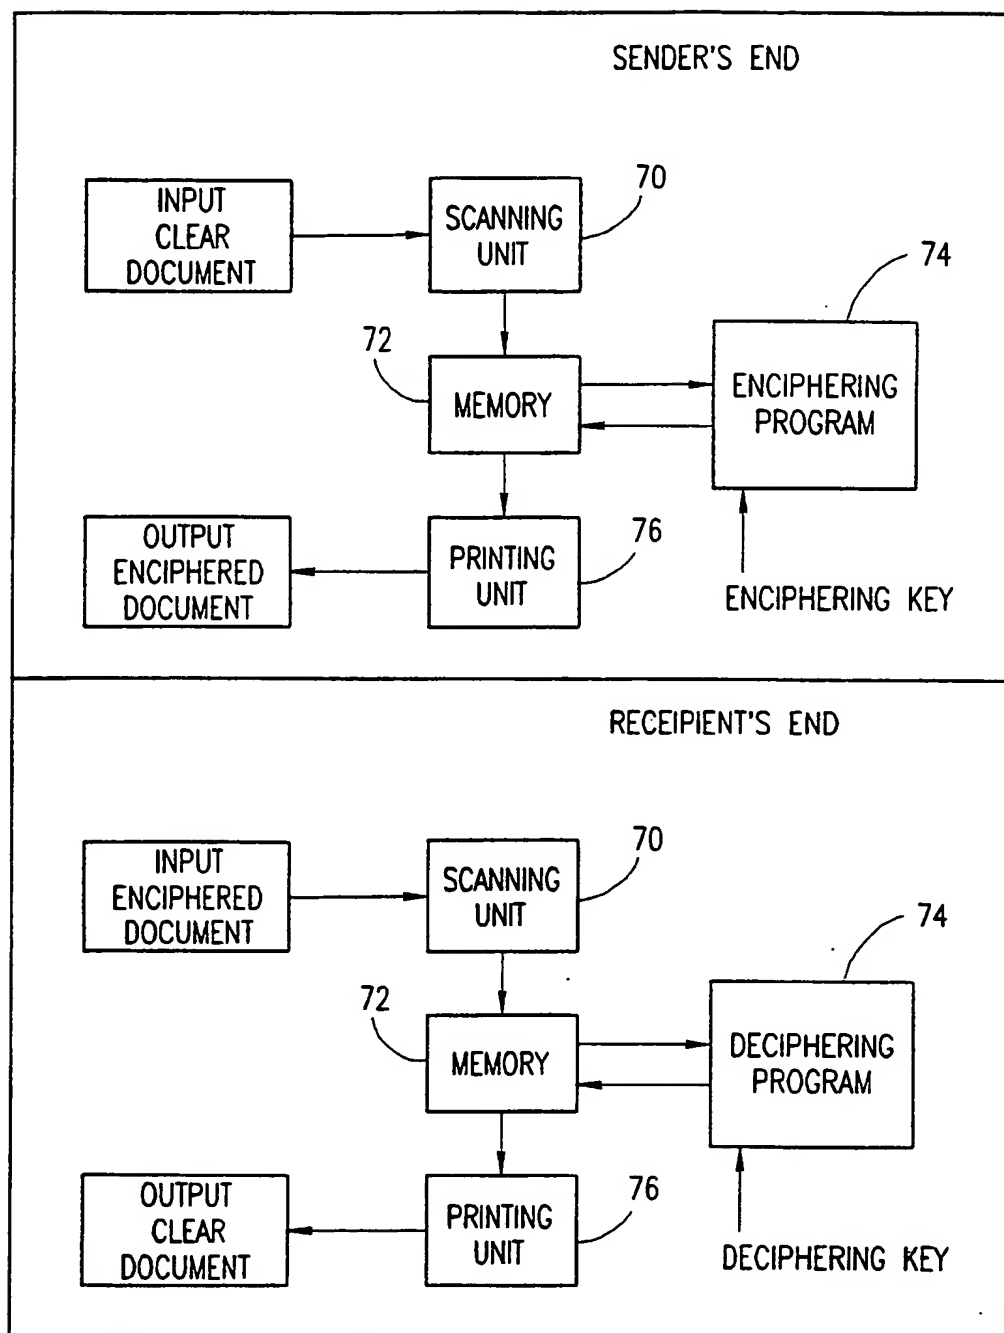 SENDER'S END
INPUT
CLEAR
DOCUMENT
SCANNING
UNIT
70
74
72
MEMORY
ENCIPHERING
PROGRAM
OUTPUT
ENCIPHERED
DOCUMENT
PRINTING
UNIT
76
ENCIPHERING KEY
RECEIPIENT'S END
INPUT
ENCIPHERED
DOCUMENT
SCANNING
UNIT
70
74
72
MEMORY
DECIPHERING
PROGRAM
OUTPUT
CLEAR
DOCUMENT
PRINTING
UNIT
76
DECIPHERING KEY